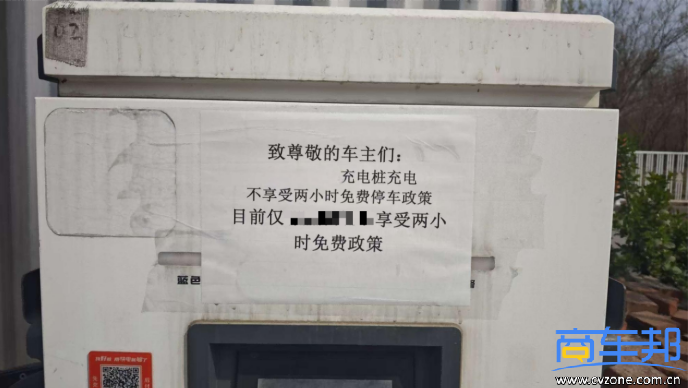 02
致尊敬的车主们：
充电桩充电
不享受两小时免费停车政策
目前仅 享受两小
时免费政策
蓝色
商车邦
www.cvzone.com.cn